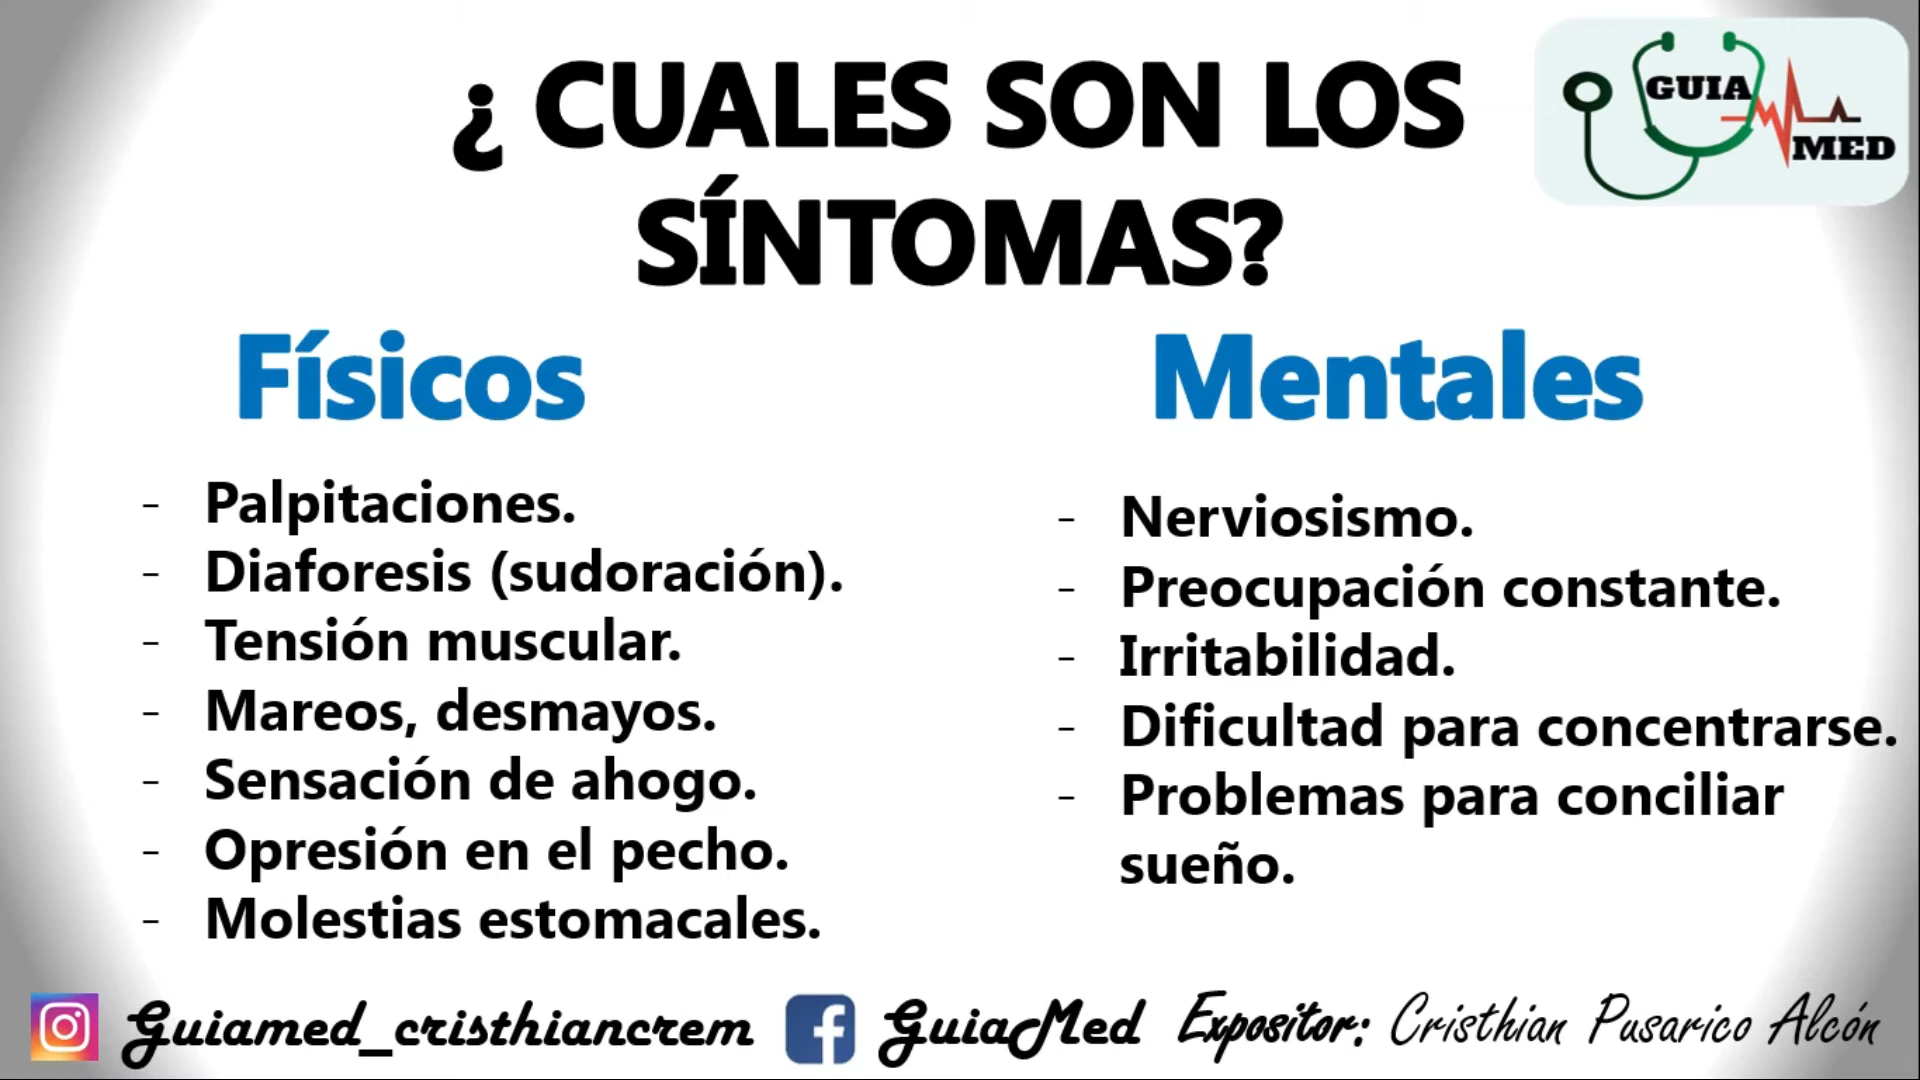 ¿ CUALES SON LOS
SÍNTOMAS?
GUIA
MED
Físicos
- Palpitaciones.
- Diaforesis (sudoración).
- Tensión muscular.
- Mareos, desmayos.
- Sensación de ahogo.
- Opresión en el pecho.
- Molestias estomacales.
Mentales
- Nerviosismo.
- Preocupación constante.
- Irritabilidad.
- Dificultad para concentrarse.
- Problemas para conciliar
sueño.
Guiamed_cristhiancrem
GuiaMed
Expositor: Cristhian Pusarico Alcón